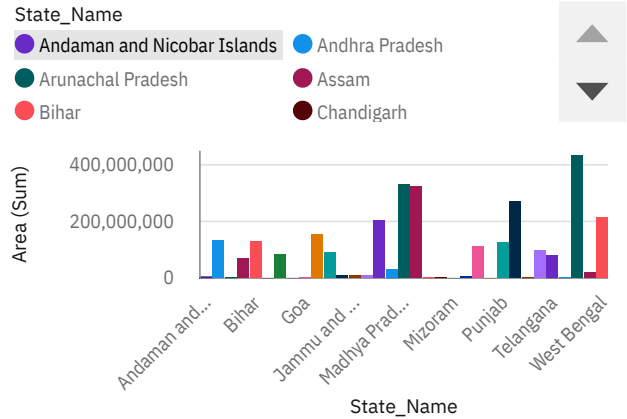 State_Name
Andaman and Nicobar Islands
Andhra Pradesh
Arunachal Pradesh
Assam
Bihar
Chandigarh
Area (Sum)
400,000,000
200,000,000
0
Andaman and...
Bihar
Goa
Jammu and ...
Madhya Prad...
Mizoram
Punjab
Telangana
West Bengal
State_Name